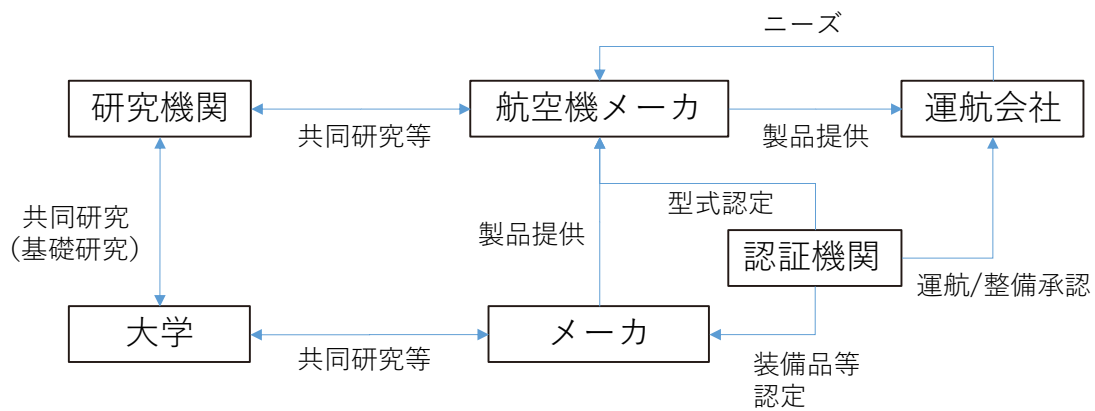 ニーズ
研究機関
航空機メーカ
運航会社
共同研究等
製品提供
型式認定
共同研究
(基礎研究)
製品提供
認証機関
運航/整備承認
大学
メーカ
共同研究等
装備品等
認定